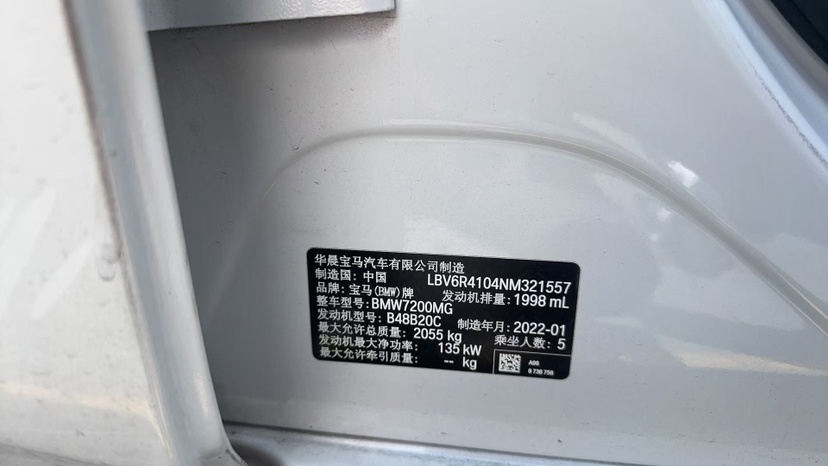 华晨宝马汽车有限公司制造
制造国: 中国 LBV6R4104NM321557
品牌: 宝马(BMW)牌 发动机排量: 1998 mL
整车型号: BMW7200MG
发动机型号: B48B20C 制造年月: 2022-01
最大允许总质量: 2055 kg 乘坐人数: 5
发动机最大净功率: 135 kW
最大允许牵引质量: -- kg
A96
8 736 756